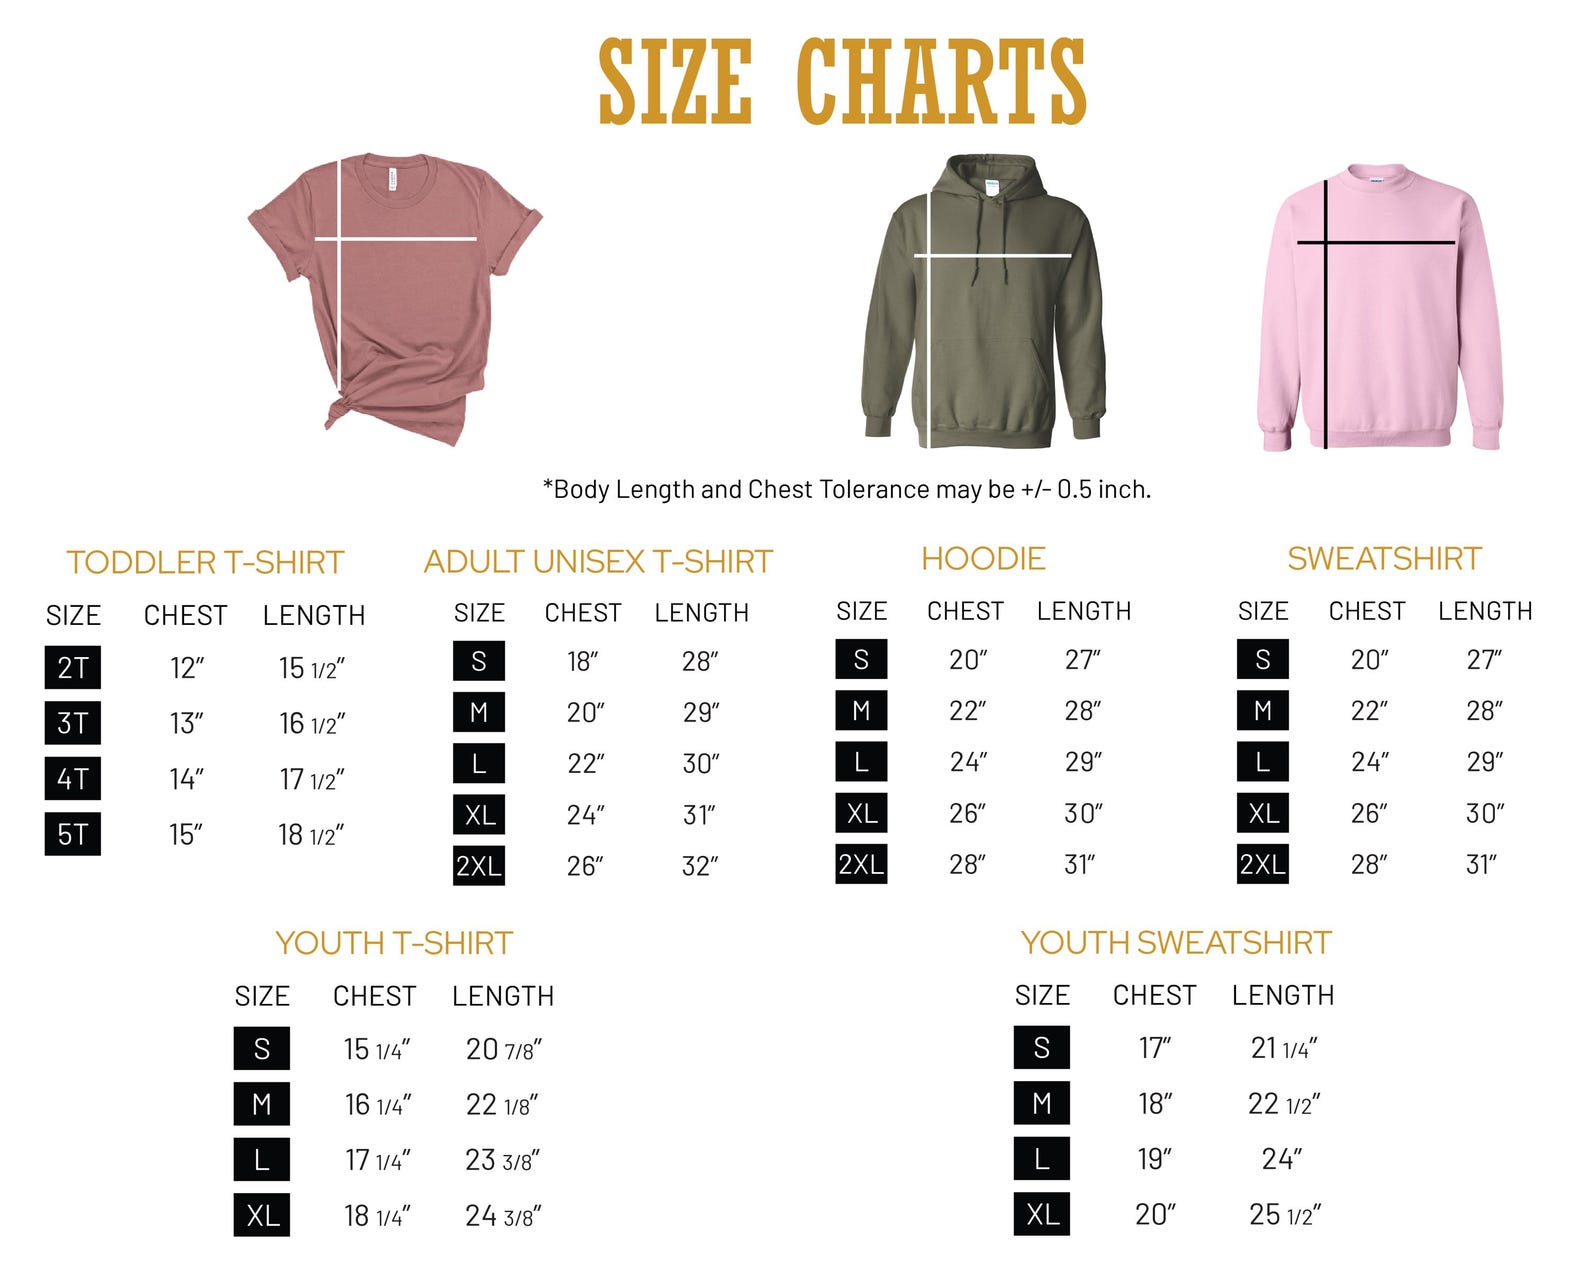 SIZE CHARTS
*Body Length and Chest Tolerance may be +/- 0.5 inch.
TODDLER T-SHIRT
SIZE CHEST LENGTH
2T 12" 15 1/2"
3T 13" 16 1/2"
4T 14" 17 1/2"
5T 15" 18 1/2"
ADULT UNISEX T-SHIRT
SIZE CHEST LENGTH
S 18" 28"
M 20" 29"
L 22" 30"
XL 24" 31"
2XL 26" 32"
HOODIE
SIZE CHEST LENGTH
S 20" 27"
M 22" 28"
L 24" 29"
XL 26" 30"
2XL 28" 31"
SWEATSHIRT
SIZE CHEST LENGTH
S 20" 27"
M 22" 28"
L 24" 29"
XL 26" 30"
2XL 28" 31"
YOUTH T-SHIRT
SIZE CHEST LENGTH
S 15 1/4" 20 7/8"
M 16 1/4" 22 1/8"
L 17 1/4" 23 3/8"
XL 18 1/4" 24 3/8"
YOUTH SWEATSHIRT
SIZE CHEST LENGTH
S 17" 21 1/4"
M 18" 22 1/2"
L 19" 24"
XL 20" 25 1/2"